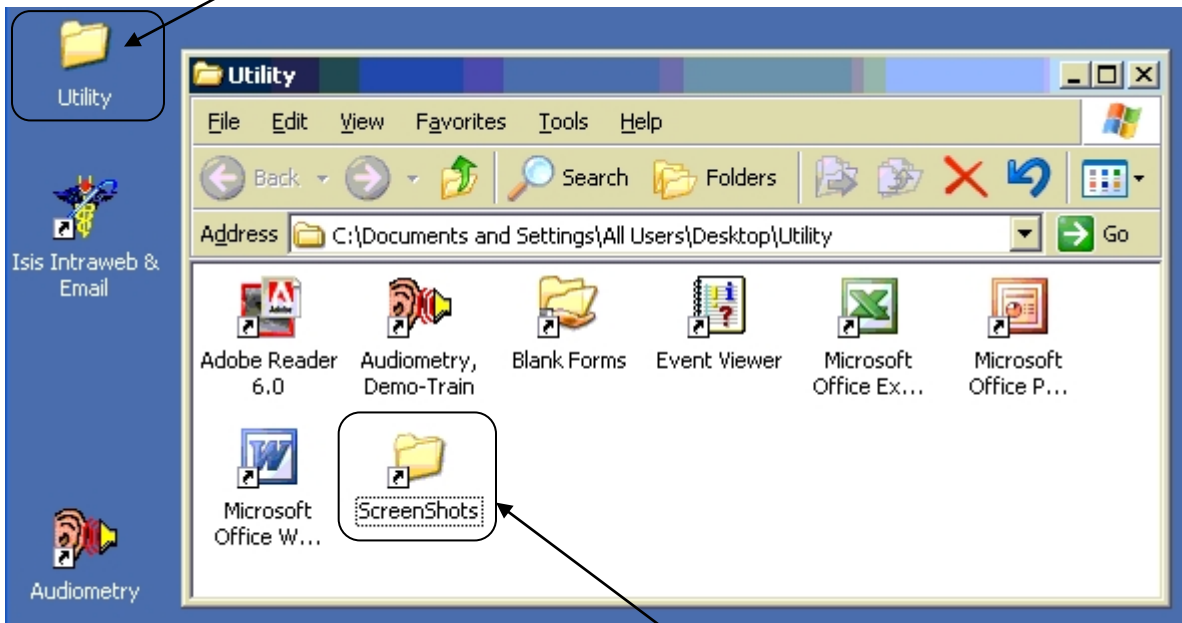 Utility
Isis Intraweb &
Email
Audiometry
Utility
File Edit View Favorites Tools Help
Back Search Folders
Address C:\Documents and Settings\All Users\Desktop\Utility Go
Adobe Reader
6.0
Audiometry,
Demo-Train
Blank Forms
Event Viewer
Microsoft
Office Ex...
Microsoft
Office P...
Microsoft
Office W...
ScreenShots